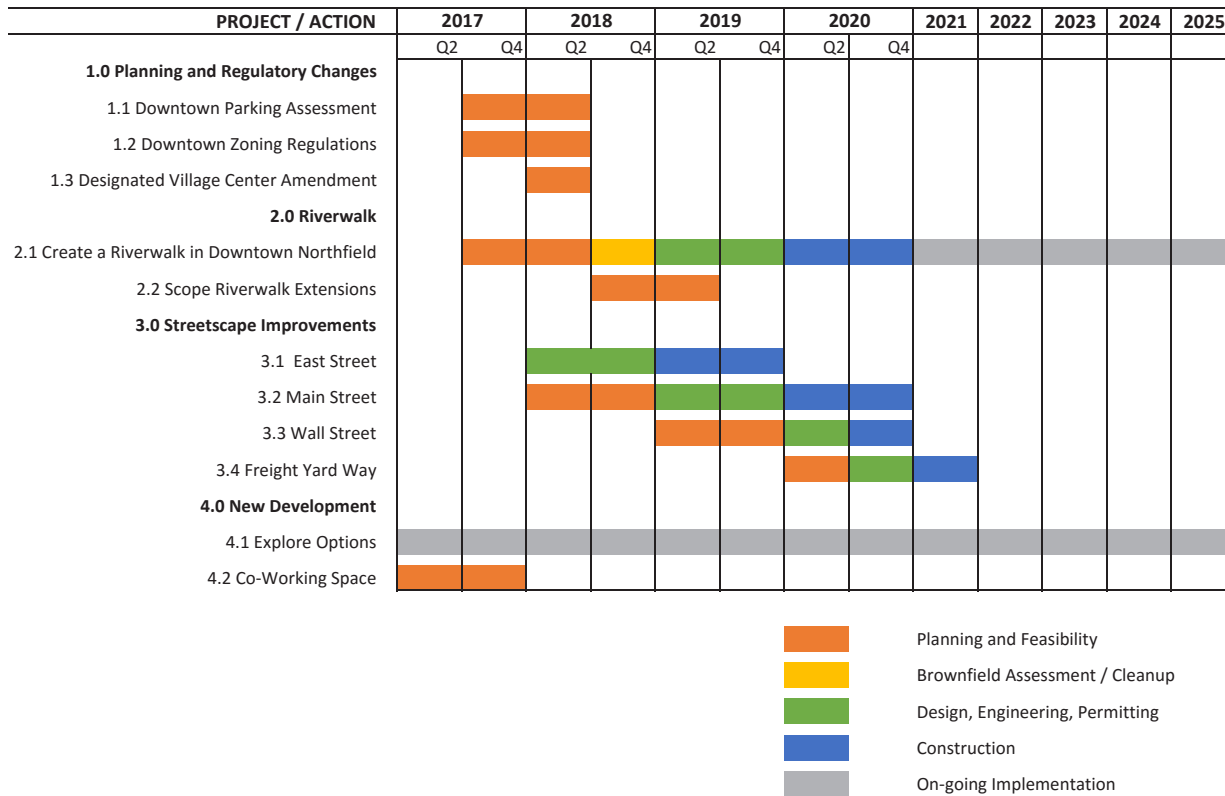 PROJECT / ACTION 2017 2018 2019 2020 2021 2022 2023 2024 2025
Q2 Q4 Q2 Q4 Q2 Q4 Q2 Q4
1.0 Planning and Regulatory Changes
1.1 Downtown Parking Assessment
1.2 Downtown Zoning Regulations
1.3 Designated Village Center Amendment
2.0 Riverwalk
2.1 Create a Riverwalk in Downtown Northfield
2.2 Scope Riverwalk Extensions
3.0 Streetscape Improvements
3.1 East Street
3.2 Main Street
3.3 Wall Street
3.4 Freight Yard Way
4.0 New Development
4.1 Explore Options
4.2 Co-Working Space
Planning and Feasibility
Brownfield Assessment / Cleanup
Design, Engineering, Permitting
Construction
On-going Implementation